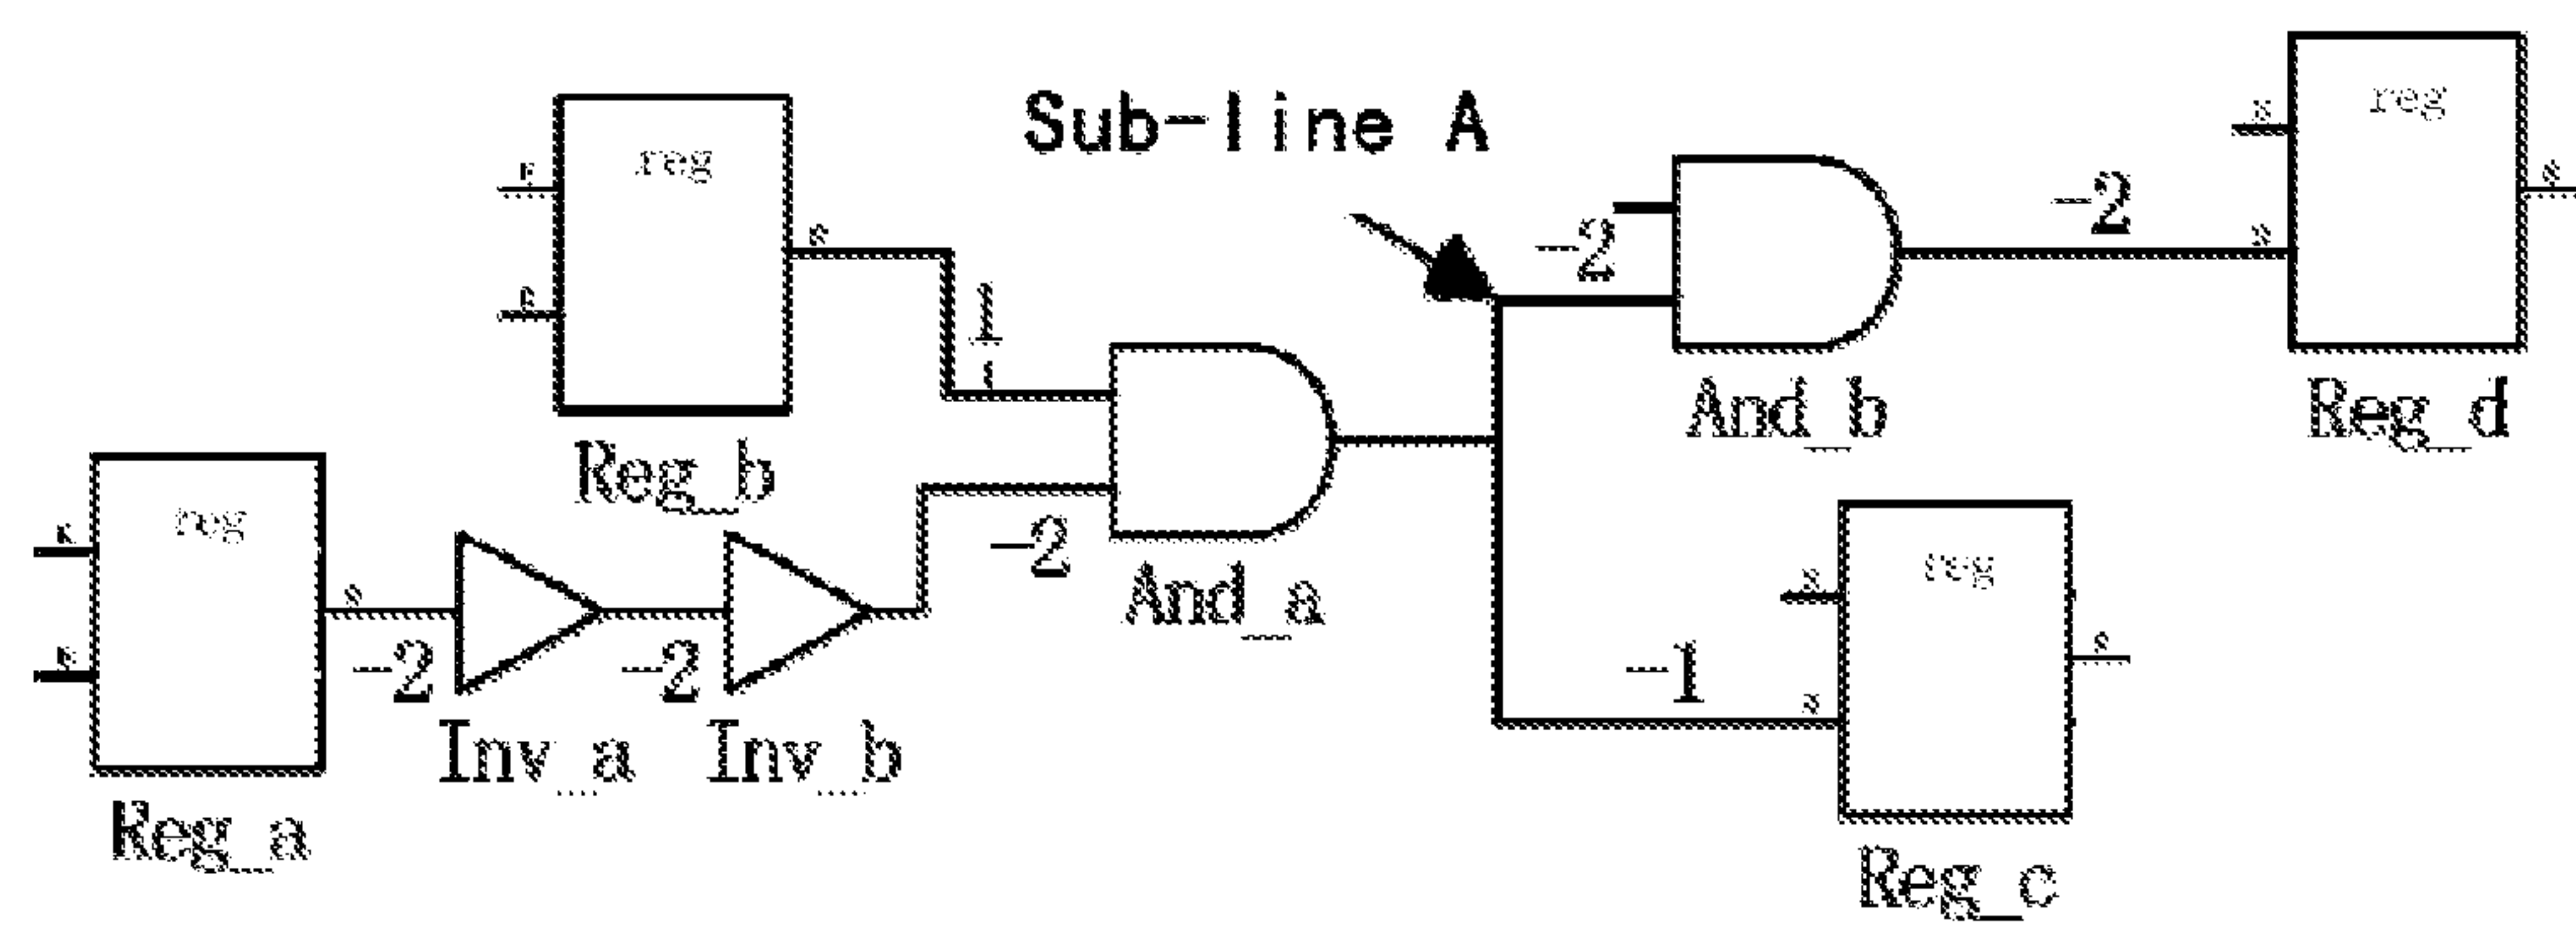 Sub-line A
reg
-2
-2
reg
1
And_b
Reg_d
reg
Reg_b
-2
And_a
reg
-2
-2
-1
Inv_a
Inv_b
reg
Reg_a
Reg_c